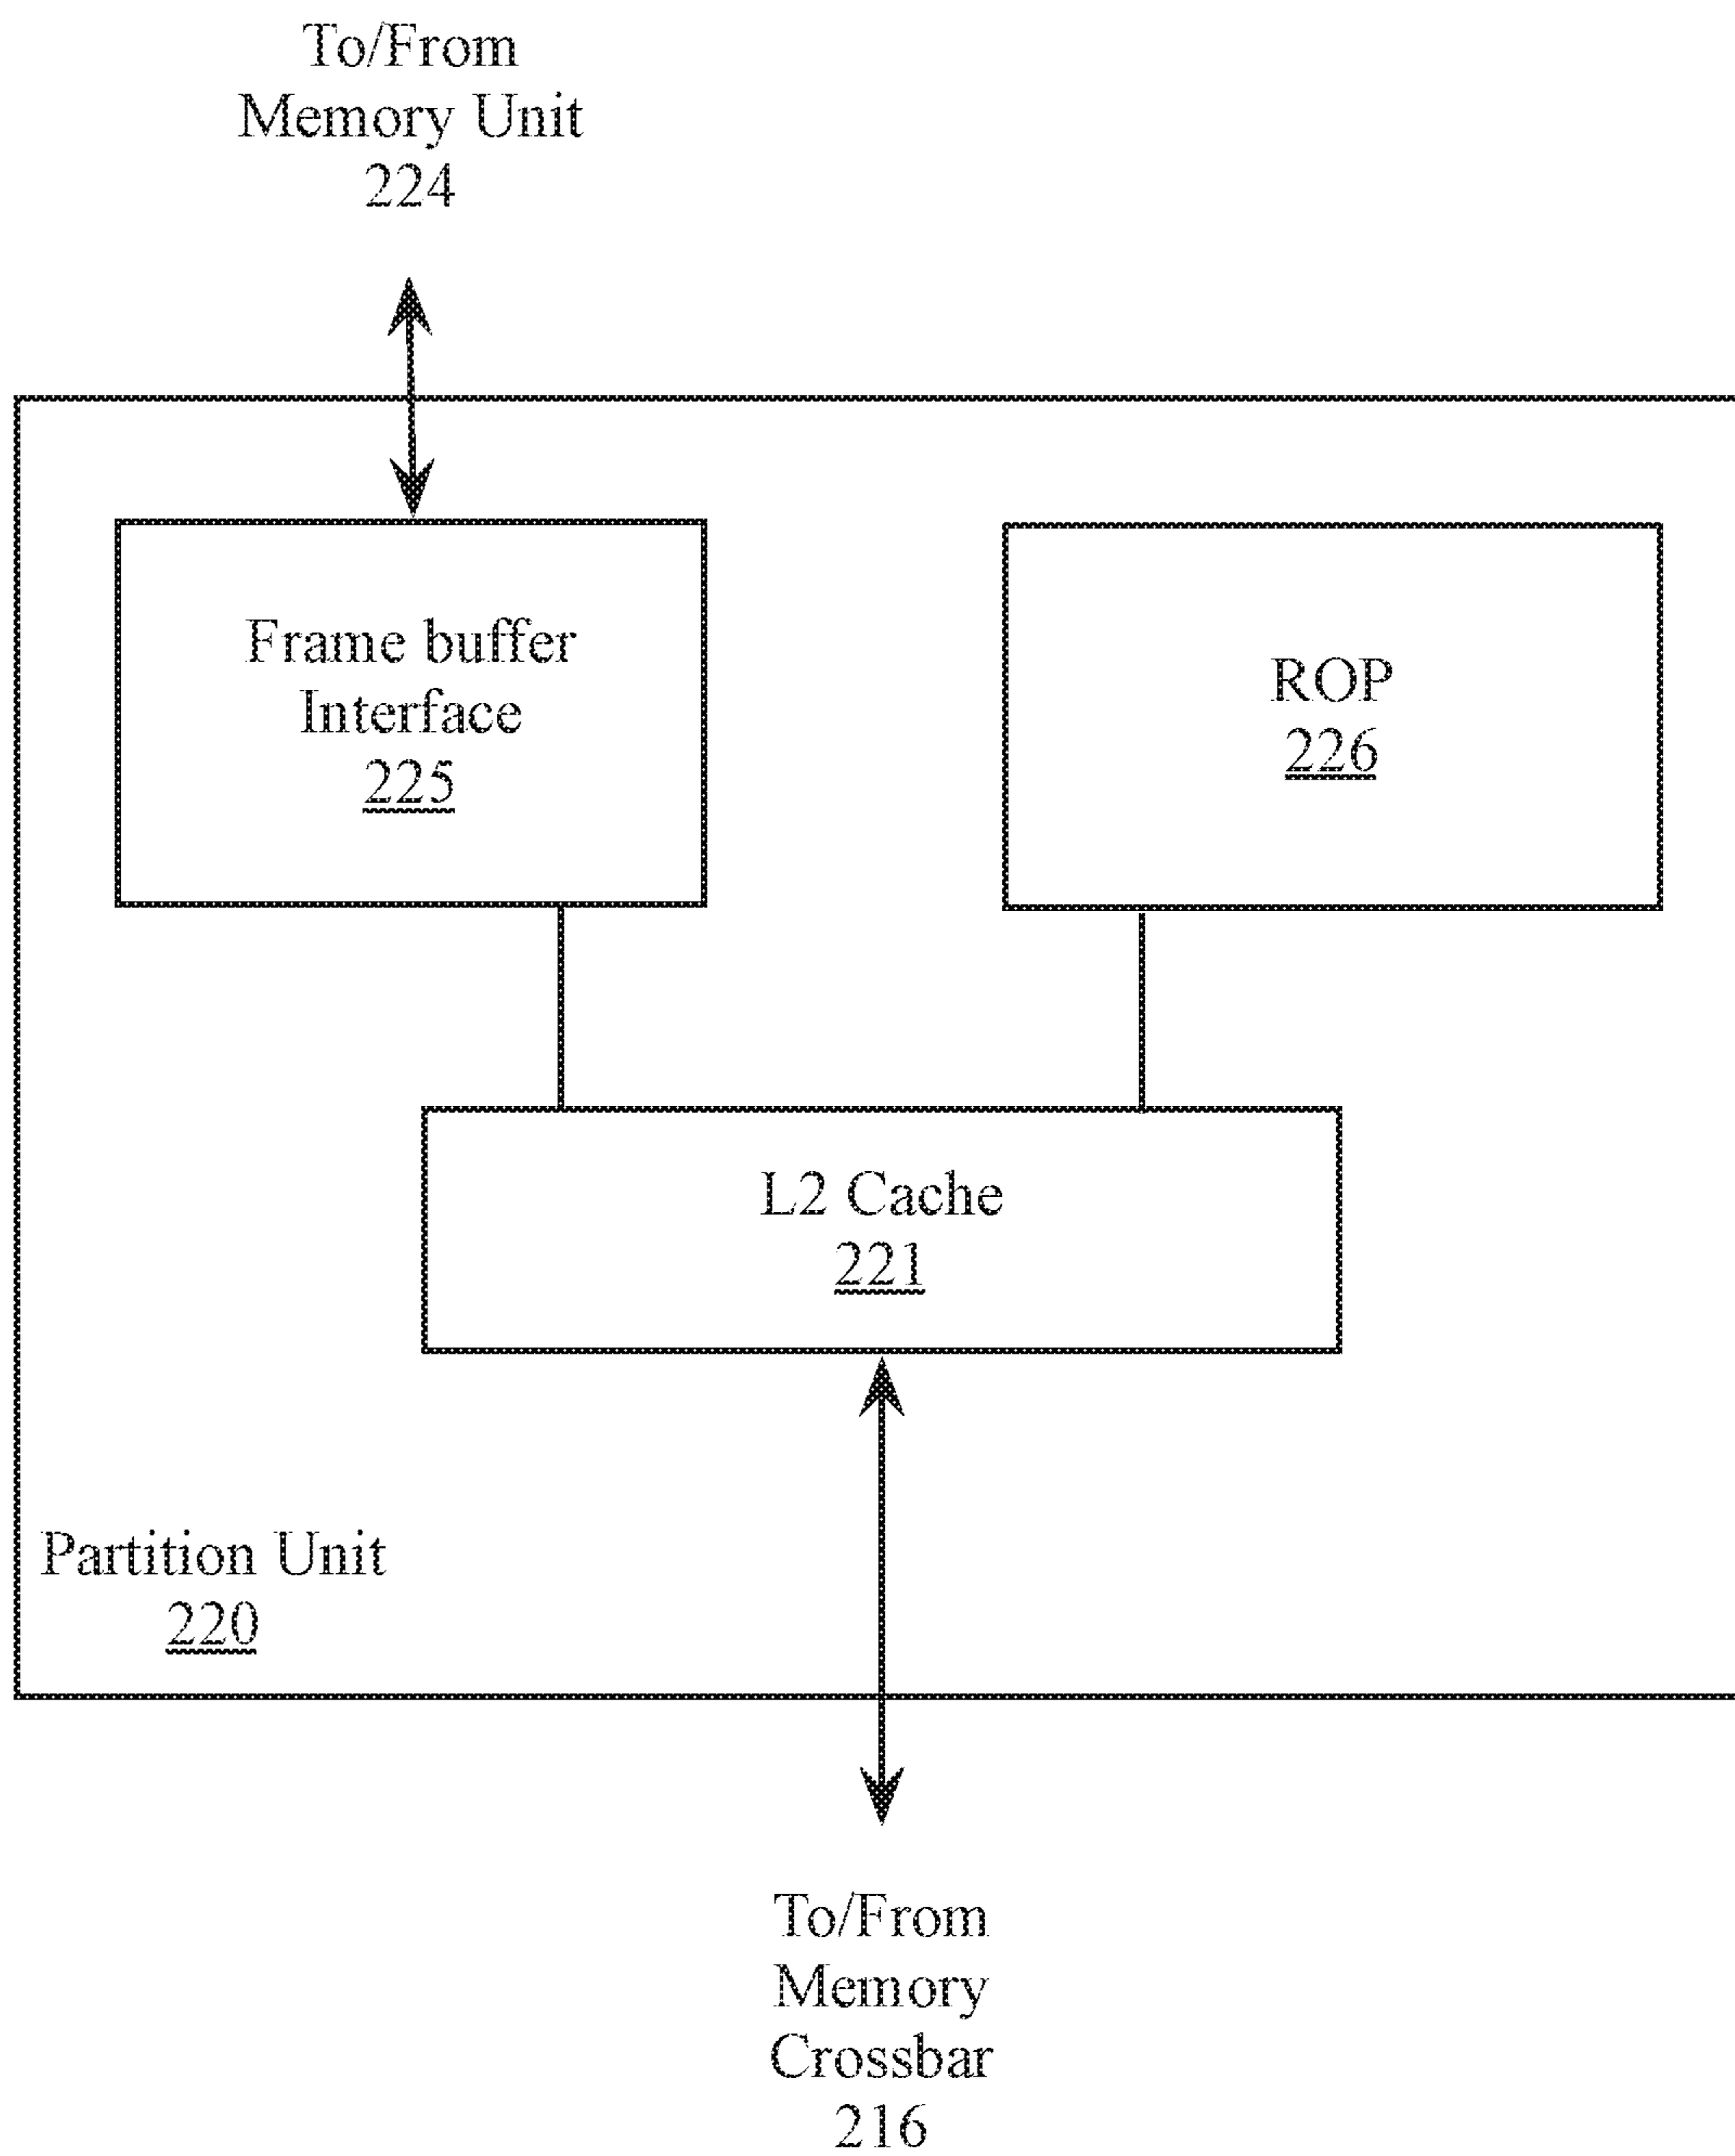 To/From
Memory Unit
224
Frame buffer
Interface
225
ROP
226
L2 Cache
221
Partition Unit
220
To/From
Memory
Crossbar
216